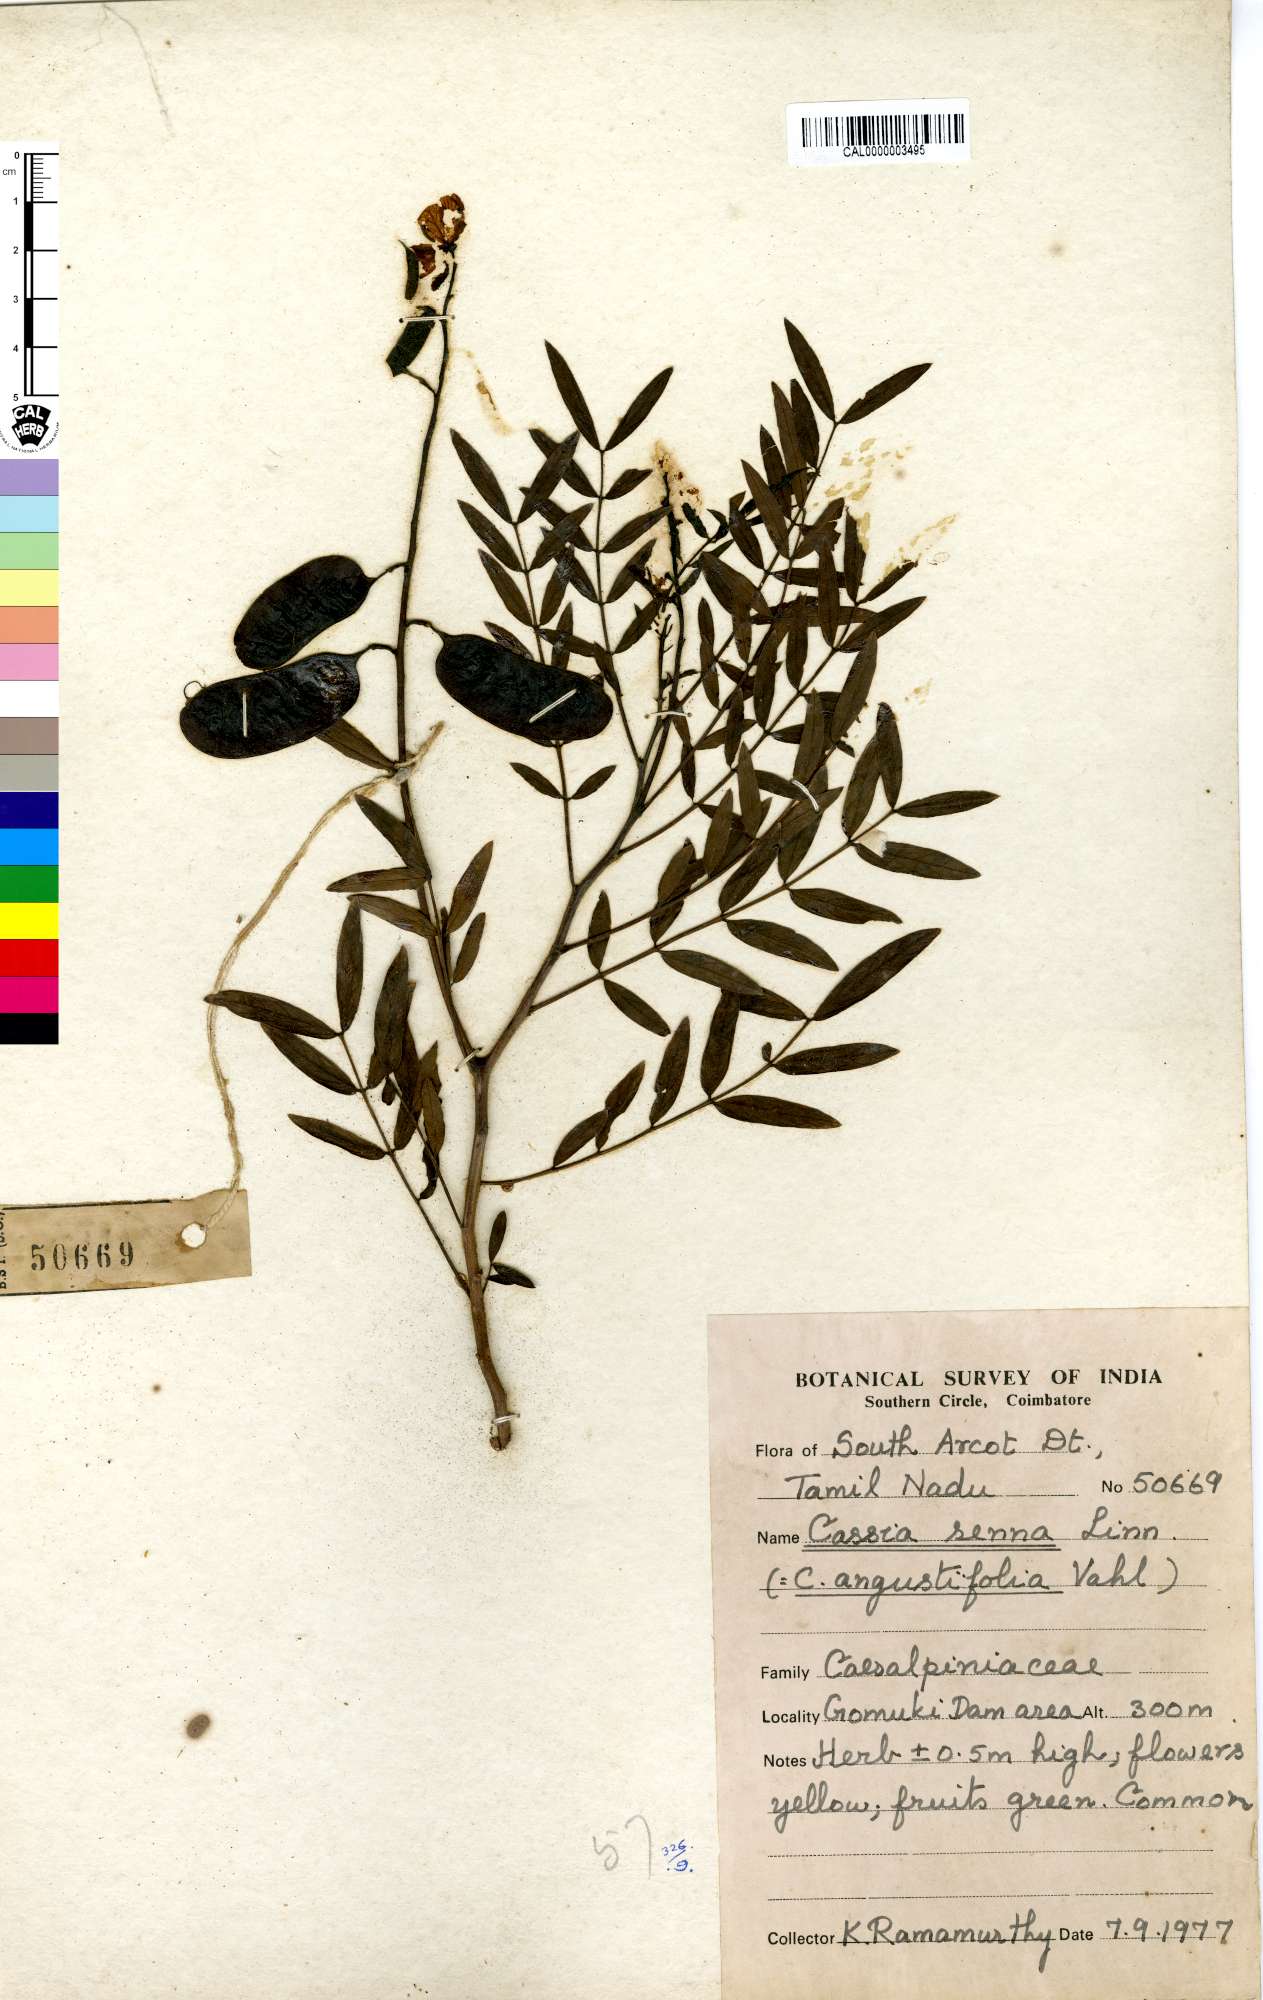 CAL0000003495
0
cm
1
2
3
4
5
CAL
HERB
50669
BOTANICAL SURVEY OF INDIA
Southern Circle, Coimbatore
Flora of South Arcot Dt.,
Tamil Nadu No 50669
Name Cassia senna Linn.
(= C. angustifolia Vahl)
Family Caesalpiniaceae
Locality Gomuki Dam area Alt. 300m.
Notes Herb ± 0.5m high; flowers
yellow; fruits green. Common
57 326.
.9.
Collector K. Ramamurthy Date 7.9.1977